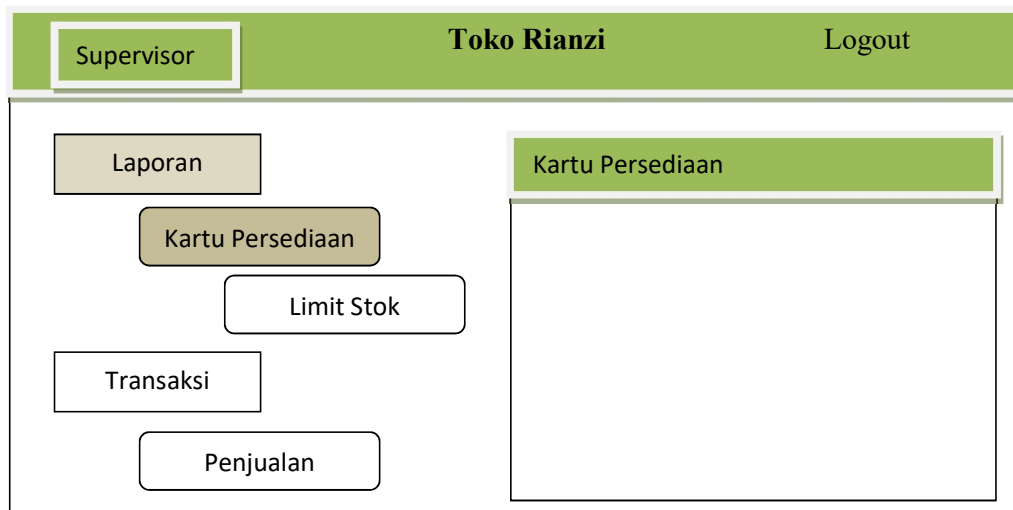 Supervisor
Toko Rianzi
Logout
Laporan
Kartu Persediaan
Limit Stok
Transaksi
Penjualan
Kartu Persediaan